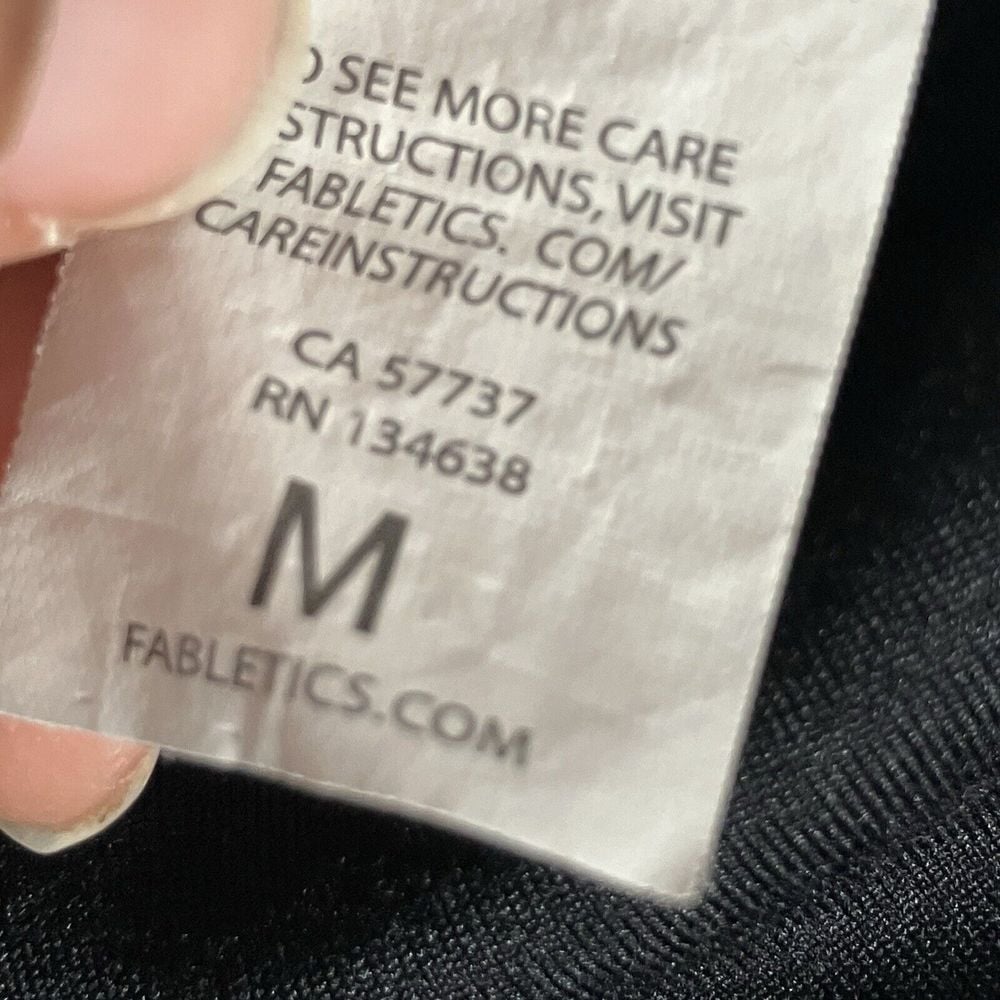 O SEE MORE CARE
STRUCTIONS, VISIT
FABLETICS. COM/
CAREINSTRUCTIONS
CA 57737
RN 134638
M
FABLETICS.COM